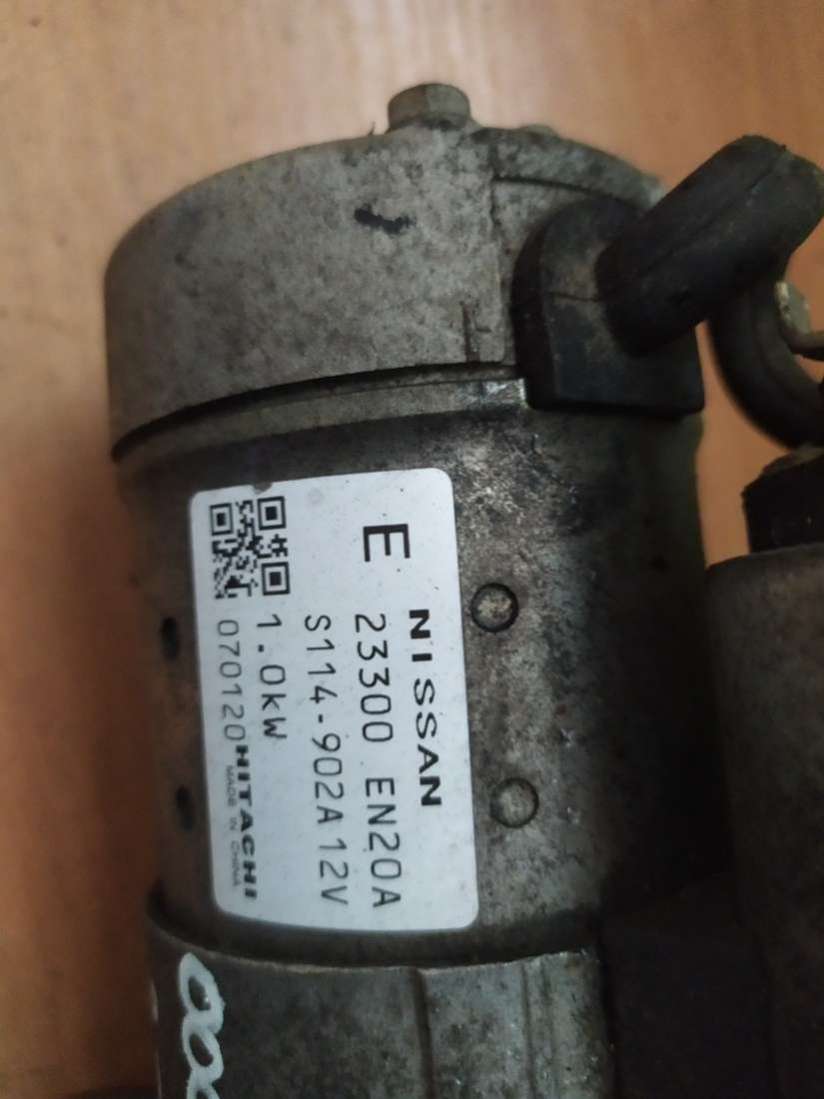 NISSAN
E
23300 EN20A
S114-902A 12V
1.0kW
070120 HITACHI
MADE IN CHINA